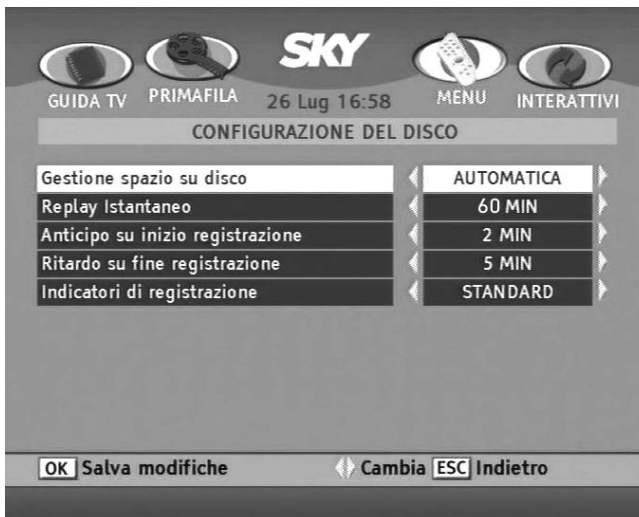 SKY
GUIDA TV PRIMAFILA 26 Lug 16:58 MENU INTERATTIVI
CONFIGURAZIONE DEL DISCO
Gestione spazio su disco AUTOMATICA
Replay Istantaneo 60 MIN
Anticipo su inizio registrazione 2 MIN
Ritardo su fine registrazione 5 MIN
Indicatori di registrazione STANDARD
OK Salva modifiche Cambia ESC Indietro